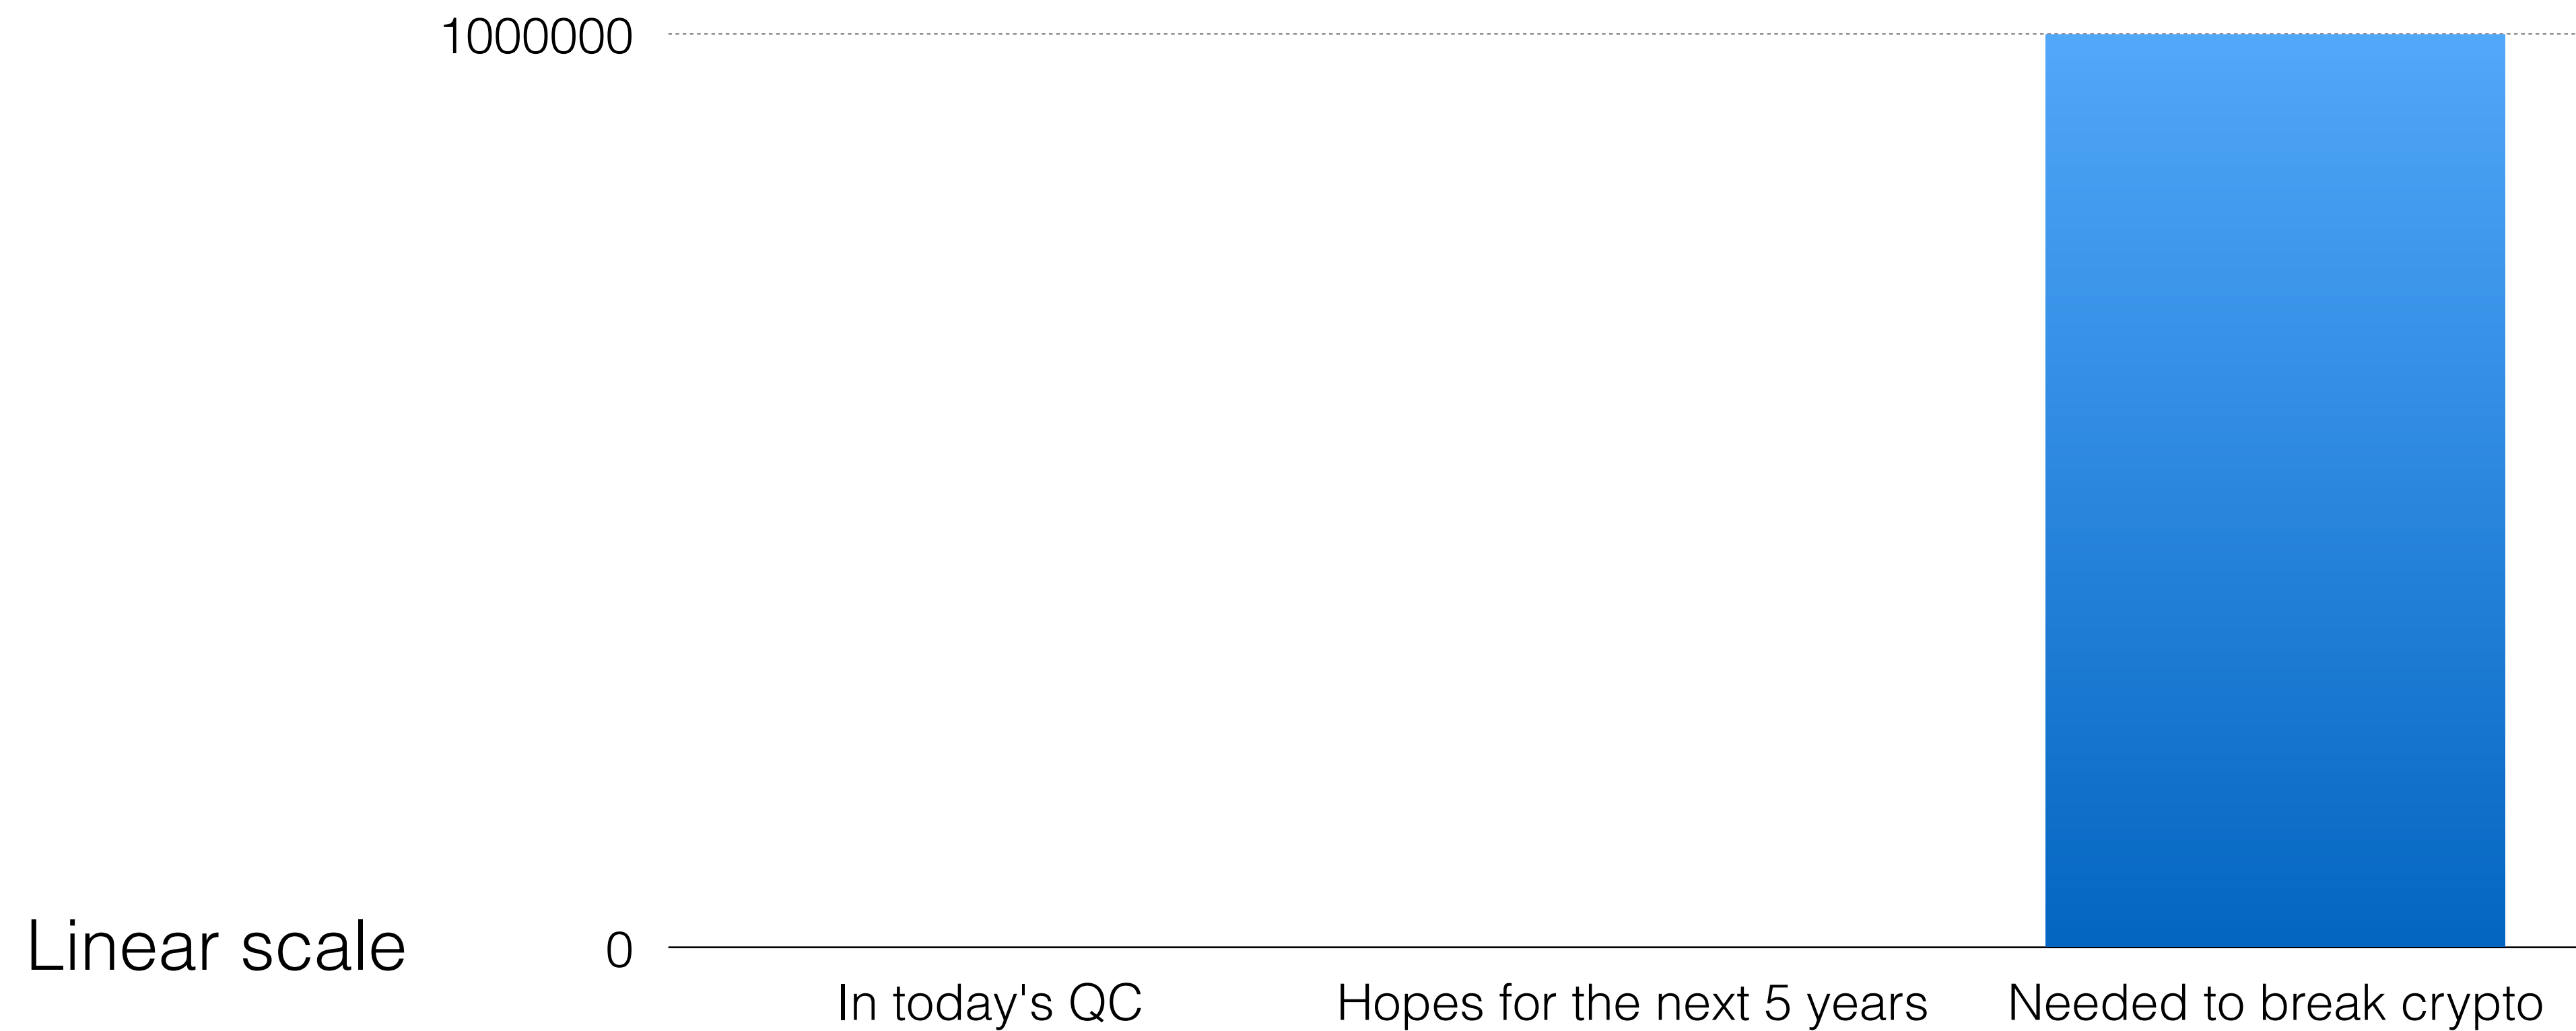 1000000
Linear scale
0
In today's QC
Hopes for the next 5 years
Needed to break crypto